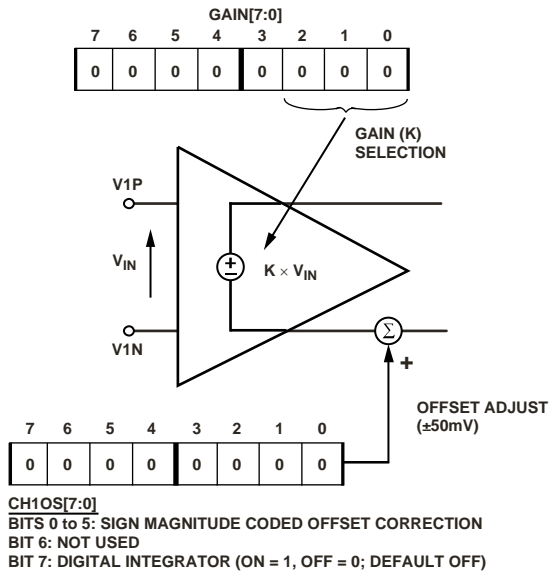 GAIN[7:0]
7 6 5 4 3 2 1 0
0 0 0 0 0 0 0 0
GAIN (K)
SELECTION
V1P
VIN
K × VIN
+
−
V1N
Σ
+
OFFSET ADJUST
(±50mV)
7 6 5 4 3 2 1 0
0 0 0 0 0 0 0 0
CH1OS[7:0]
BITS 0 to 5: SIGN MAGNITUDE CODED OFFSET CORRECTION
BIT 6: NOT USED
BIT 7: DIGITAL INTEGRATOR (ON = 1, OFF = 0; DEFAULT OFF)